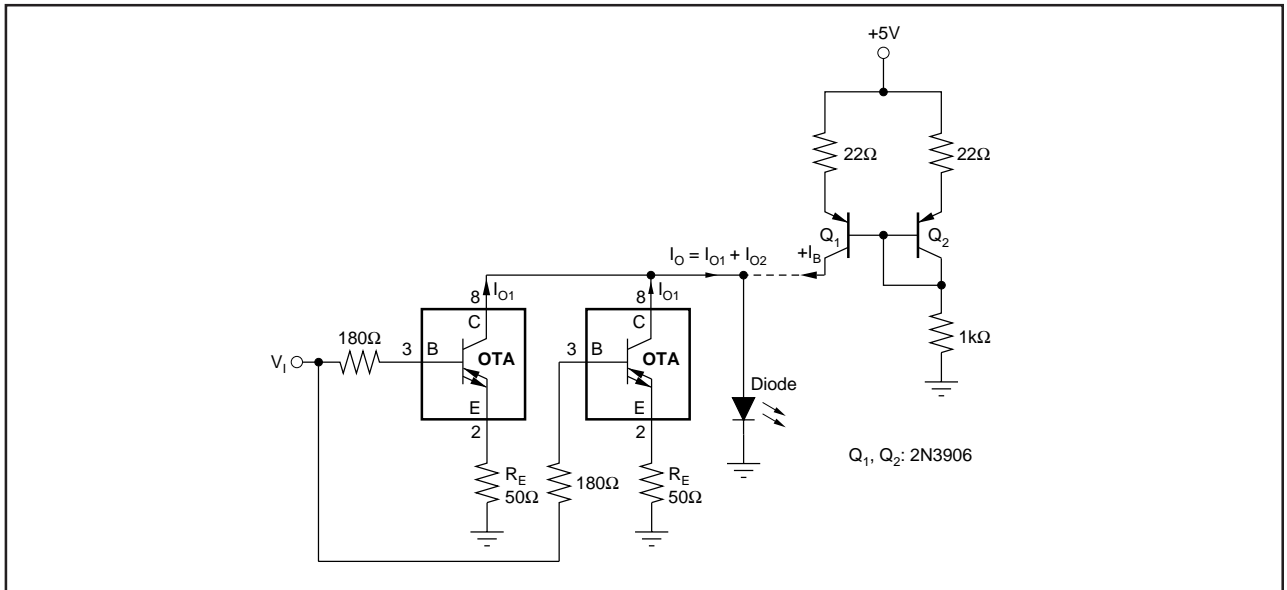 +5V
22Ω
22Ω
Q1
Q2
+IB
IO = IO1 + IO2
8
IO1
8
IO1
C
C
1kΩ
180Ω
3
B
OTA
3
B
OTA
VI
Diode
E
E
2
2
Q1, Q2: 2N3906
RE
50Ω
180Ω
RE
50Ω